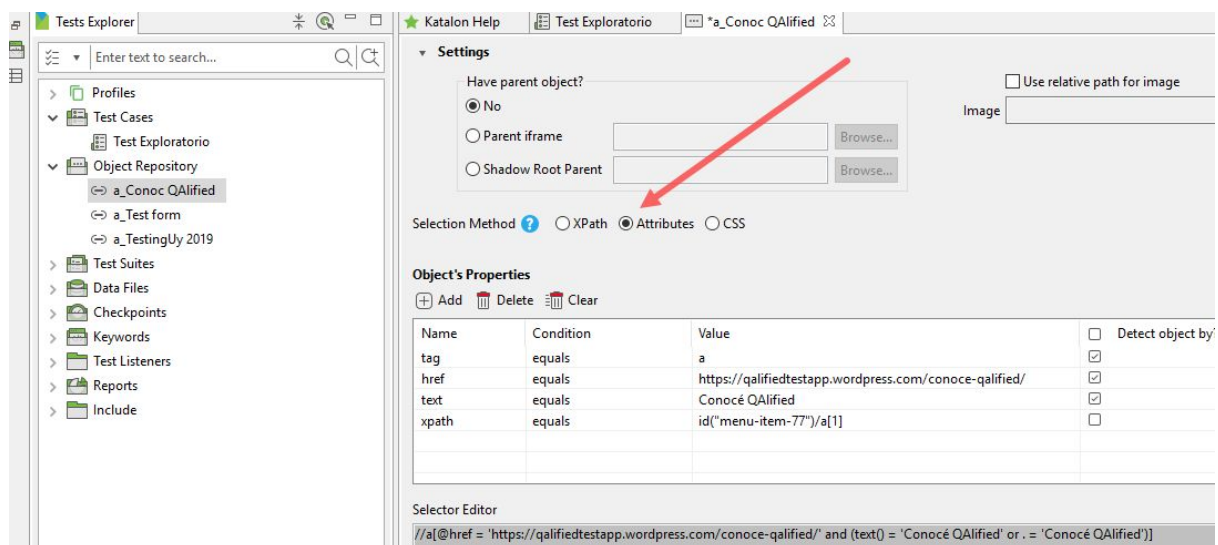 Tests Explorer
Katalon Help
Test Exploratorio
*a_Conoc QAlified
Enter text to search...
Profiles
Test Cases
Test Exploratorio
Object Repository
a_Conoc QAlified
a_Test form
a_TestingUy 2019
Test Suites
Data Files
Checkpoints
Keywords
Test Listeners
Reports
Include
Settings
Have parent object?
No
Parent iframe
Browse...
Shadow Root Parent
Browse...
Use relative path for image
Image
Selection Method ? XPath Attributes CSS
Object's Properties
Add Delete Clear
Name Condition Value Detect object by?
tag equals a
href equals https://qalifiedtestapp.wordpress.com/conoce-qalified/
text equals Conocé QAlified
xpath equals id("menu-item-77")/a[1]
Selector Editor
//a[@href = 'https://qalifiedtestapp.wordpress.com/conoce-qalified/' and (text() = 'Conocé QAlified' or . = 'Conocé QAlified')]